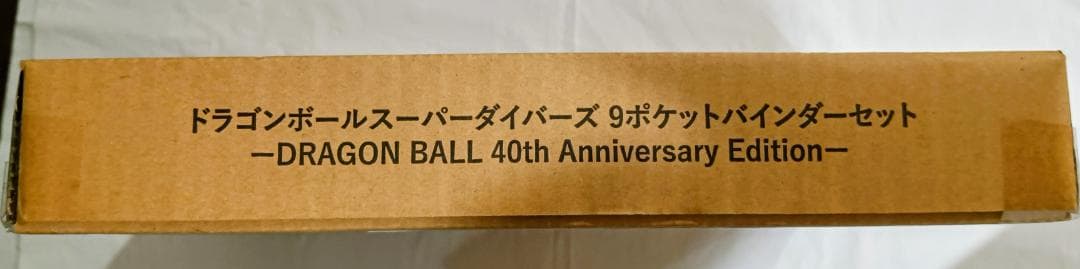 ドラゴンボールスーパーダイバーズ 9ポケットバインダーセット
ーDRAGON BALL 40th Anniversary Editionー